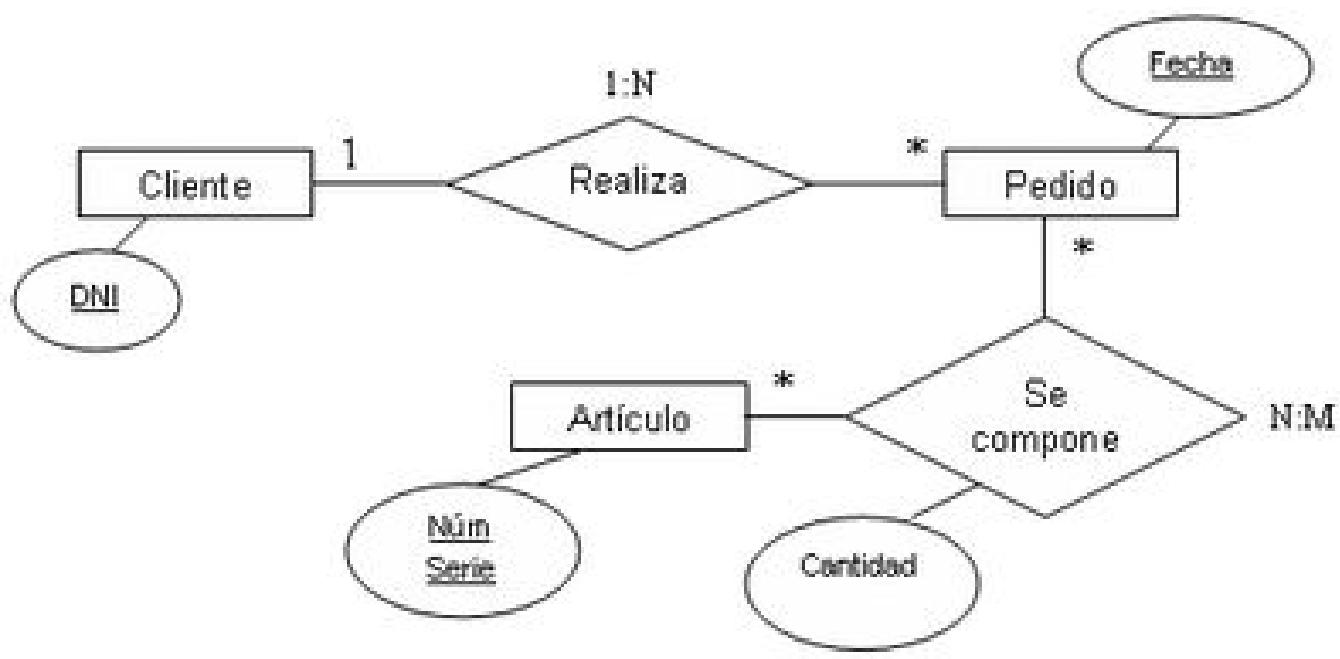 Fecha
1:N
Cliente
1
Realiza
*
Pedido
*
DNI
Artículo
*
Se
compone
N:M
Núm
Serie
Cantidad